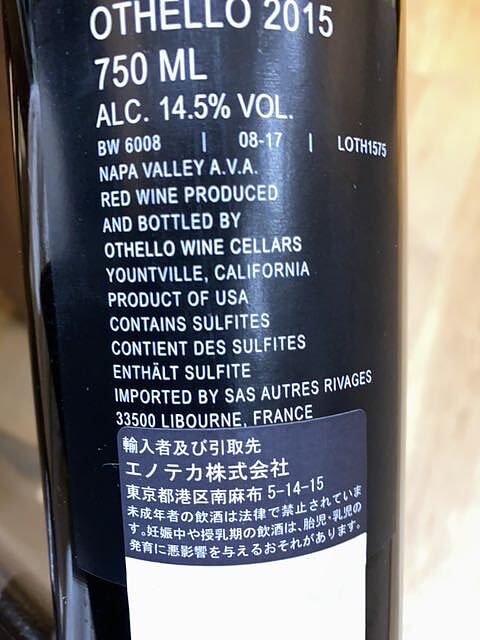 OTHELLO 2015
750 ML
ALC. 14.5% VOL.
BW 6008 | 08-17 | LOTH1575
NAPA VALLEY A.V.A.
RED WINE PRODUCED
AND BOTTLED BY
OTHELLO WINE CELLARS
YOUNTVILLE, CALIFORNIA
PRODUCT OF USA
CONTAINS SULFITES
CONTIENT DES SULFITES
ENTHÄLT SULFITE
IMPORTED BY SAS AUTRES RIVAGES
33500 LIBOURNE, FRANCE
輸入者及び引取先
エノテカ株式会社
東京都港区南麻布 5-14-15
未成年者の飲酒は法律で禁止されていま
す。妊娠中や授乳期の飲酒は、胎児・乳児の
発育に悪影響を与えるおそれがあります。